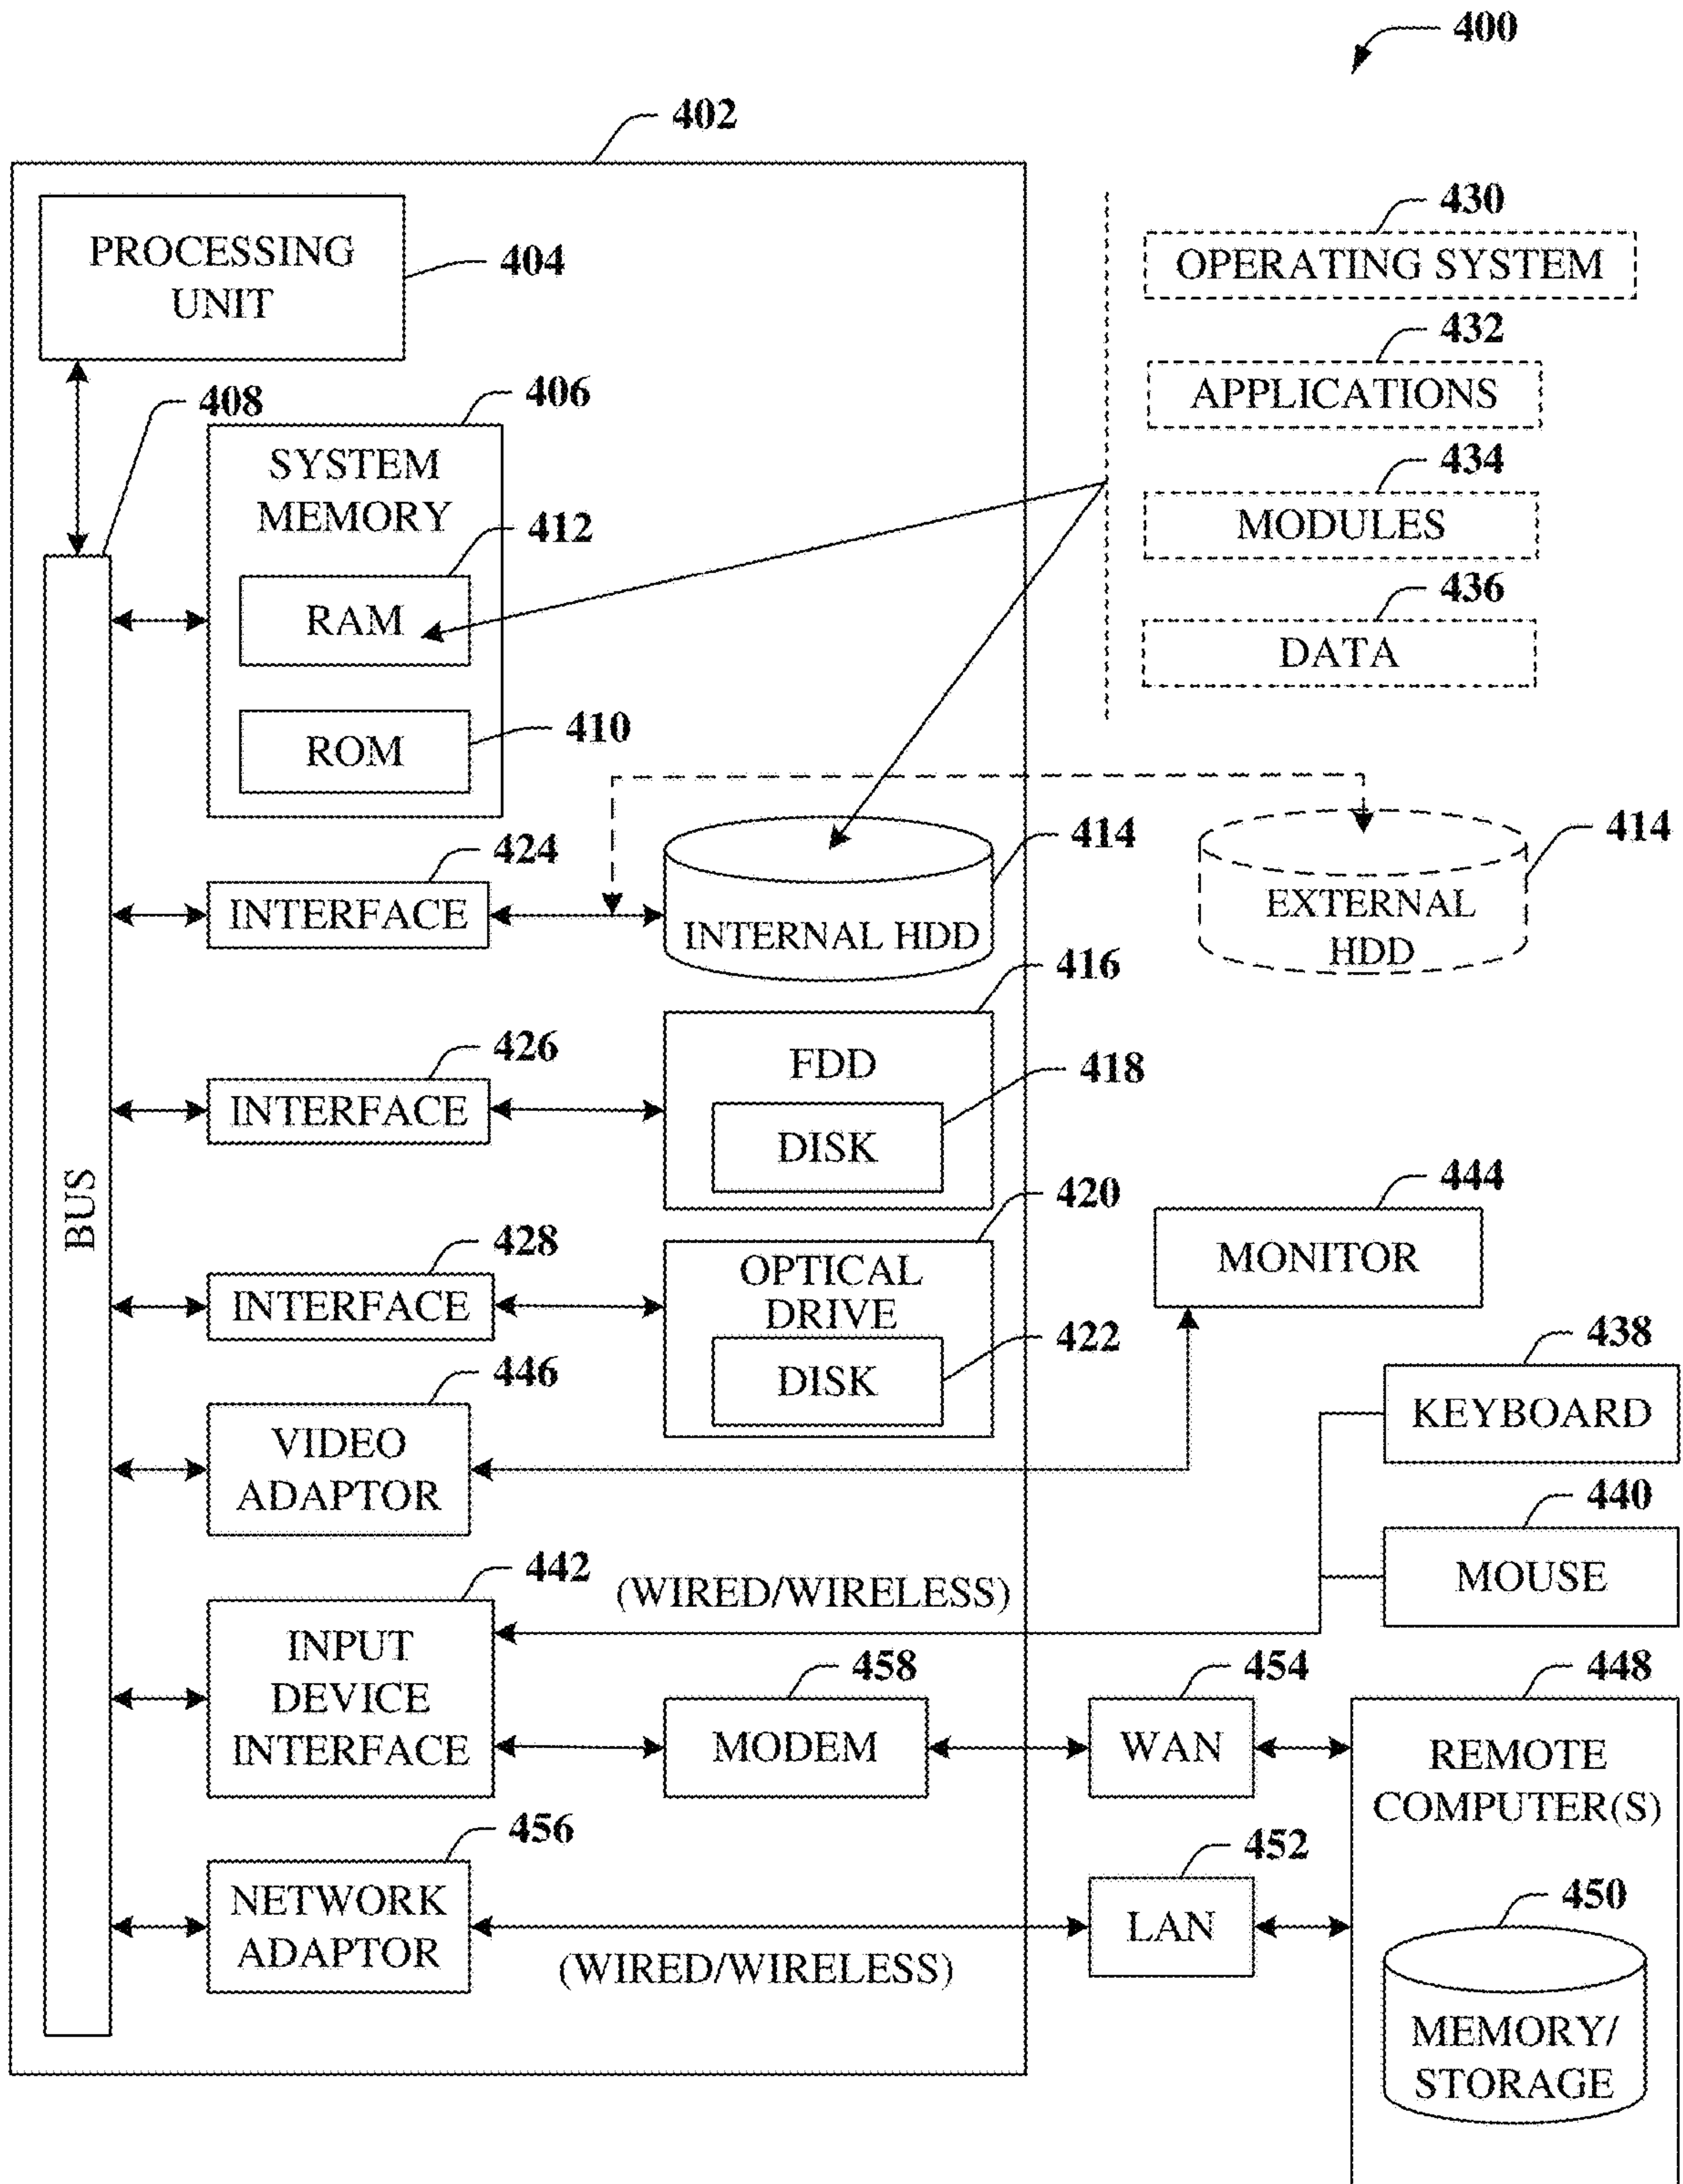 400
402
PROCESSING
UNIT
404
430
OPERATING SYSTEM
432
APPLICATIONS
434
MODULES
436
DATA
408
406
SYSTEM
MEMORY
412
RAM
410
ROM
424
INTERFACE
414
INTERNAL HDD
414
EXTERNAL
HDD
426
INTERFACE
416
FDD
418
DISK
BUS
428
INTERFACE
420
OPTICAL
DRIVE
422
DISK
444
MONITOR
438
KEYBOARD
446
VIDEO
ADAPTOR
440
MOUSE
442
INPUT
DEVICE
INTERFACE
(WIRED/WIRELESS)
458
MODEM
454
WAN
448
REMOTE
COMPUTER(S)
456
NETWORK
ADAPTOR
(WIRED/WIRELESS)
452
LAN
450
MEMORY/
STORAGE